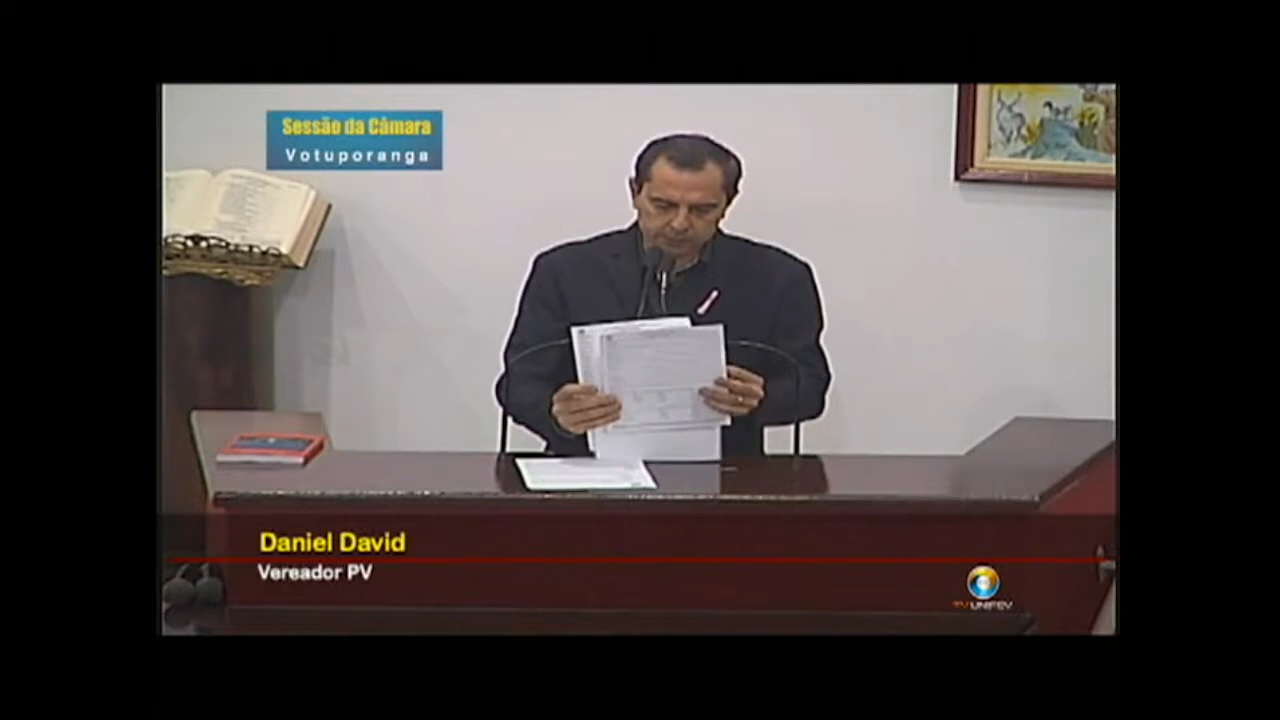 Sessão da Câmara
Votuporanga
Daniel David
Vereador PV
TV UNIFEV